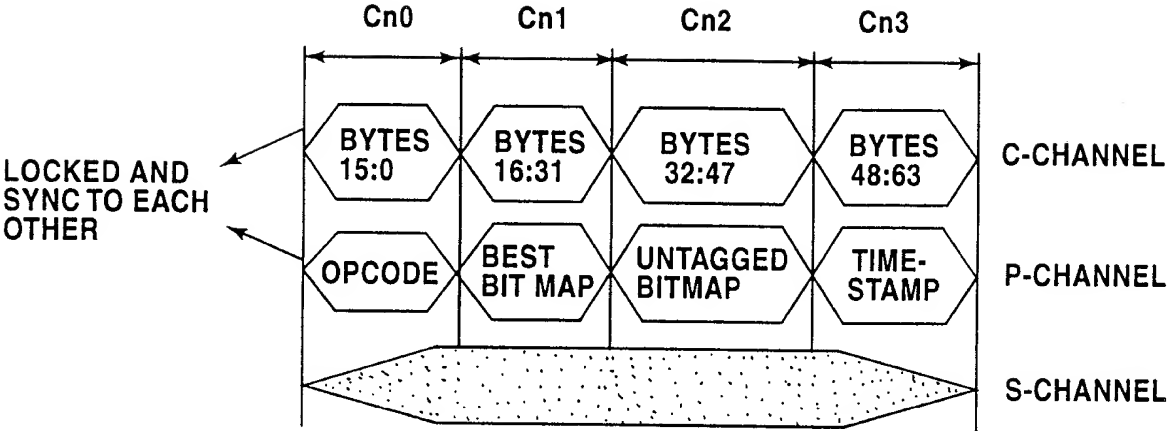 Cn0 Cn1 Cn2 Cn3
BYTES
15:0
BYTES
16:31
BYTES
32:47
BYTES
48:63
C-CHANNEL
LOCKED AND
SYNC TO EACH
OTHER
OPCODE
BEST
BIT MAP
UNTAGGED
BITMAP
TIME-
STAMP
P-CHANNEL
S-CHANNEL